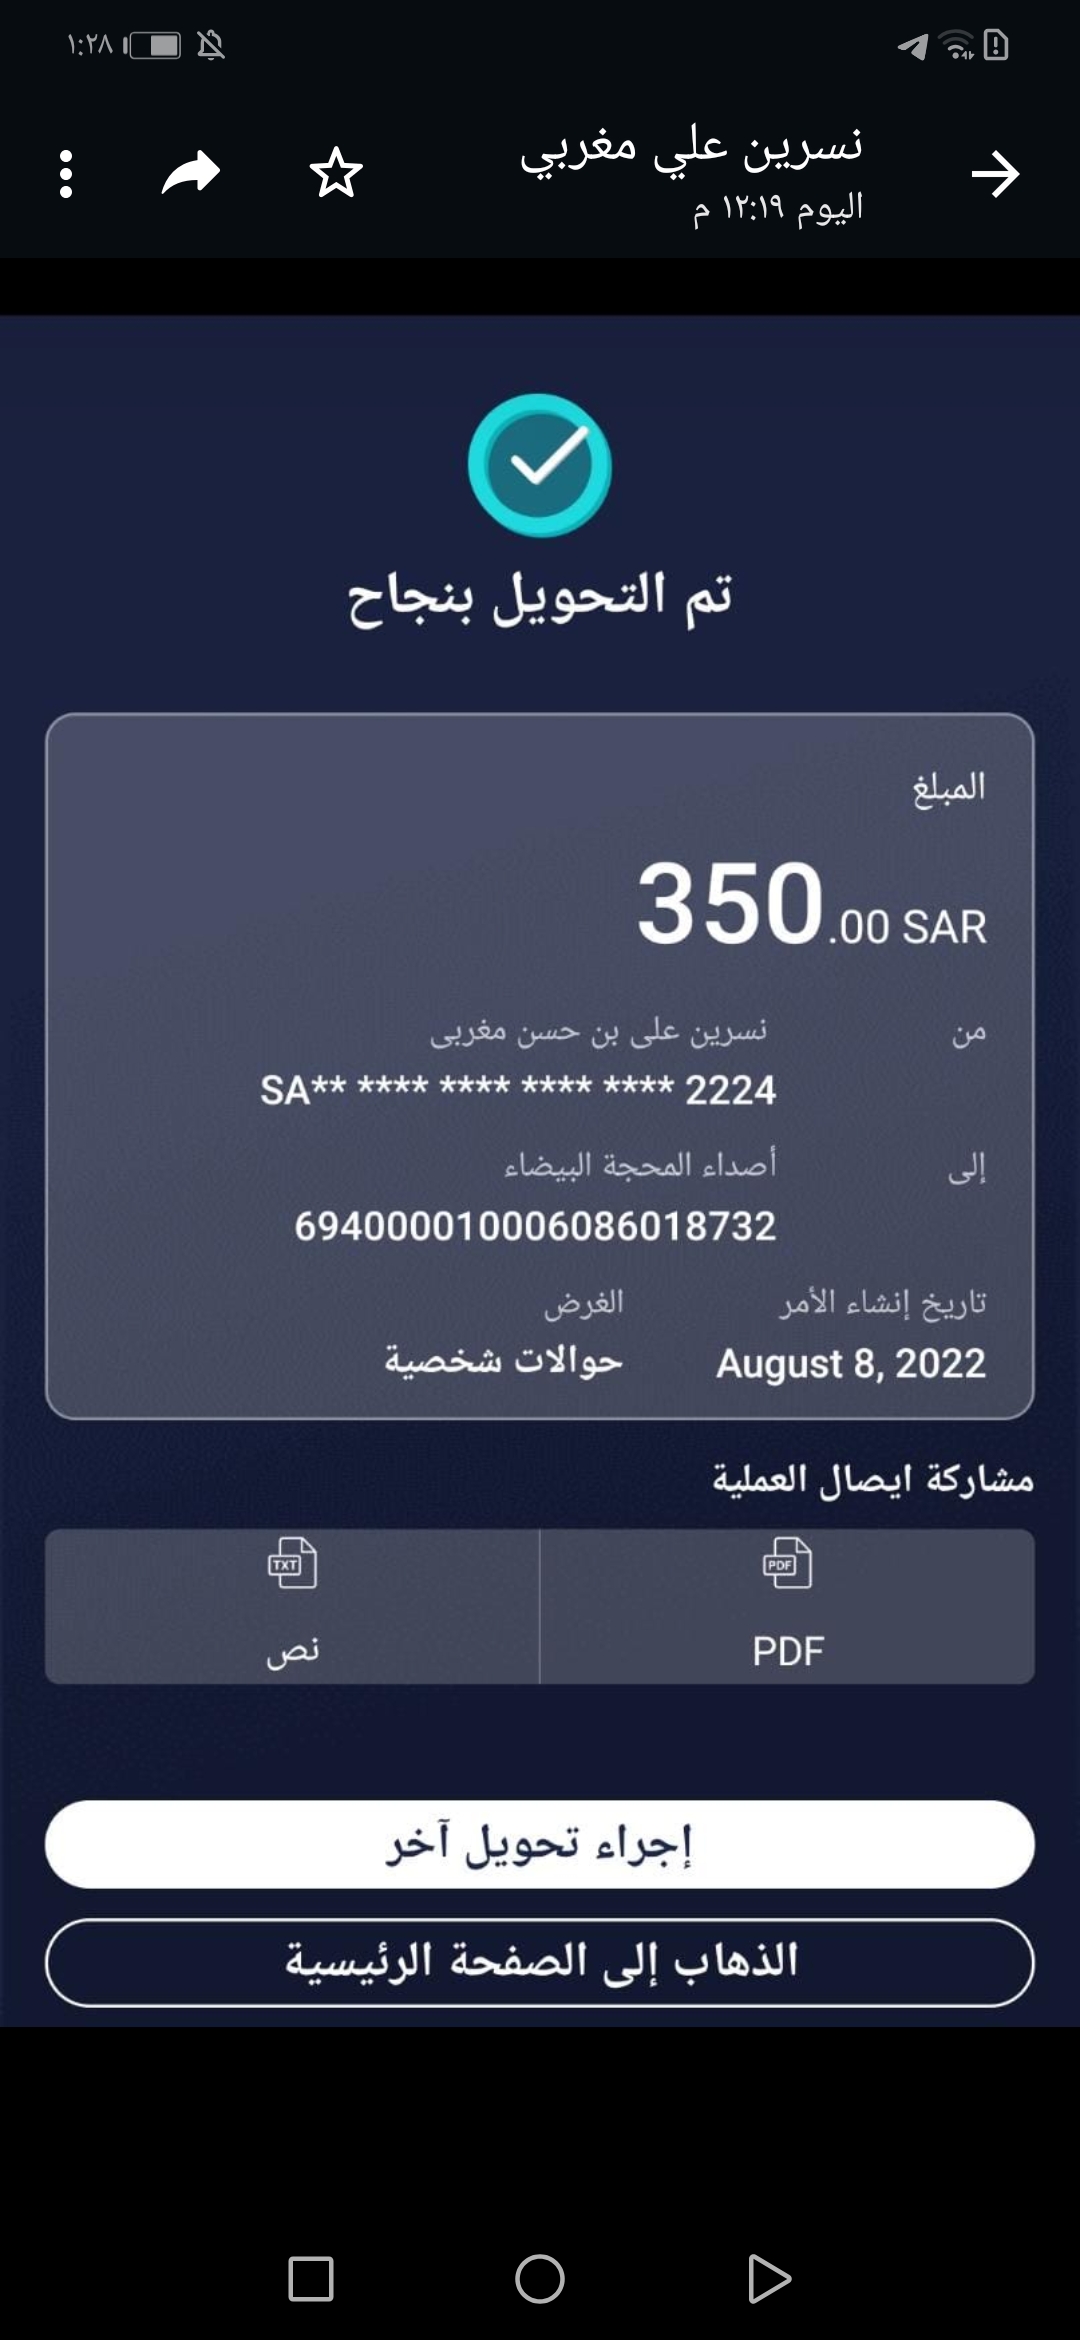 ١:٢٨
نسرين علي مغربي
اليوم ١٢:١٩ م
تم التحويل بنجاح
المبلغ
350.00 SAR
من
نسرين على بن حسن مغربى
SA** **** **** **** **** 2224
إلى
أصداء المحجة البيضاء
694000010006086018732
تاريخ إنشاء الأمر
August 8, 2022
الغرض
حوالات شخصية
مشاركة ايصال العملية
PDF
PDF
TXT
نص
إجراء تحويل آخر
الذهاب إلى الصفحة الرئيسية